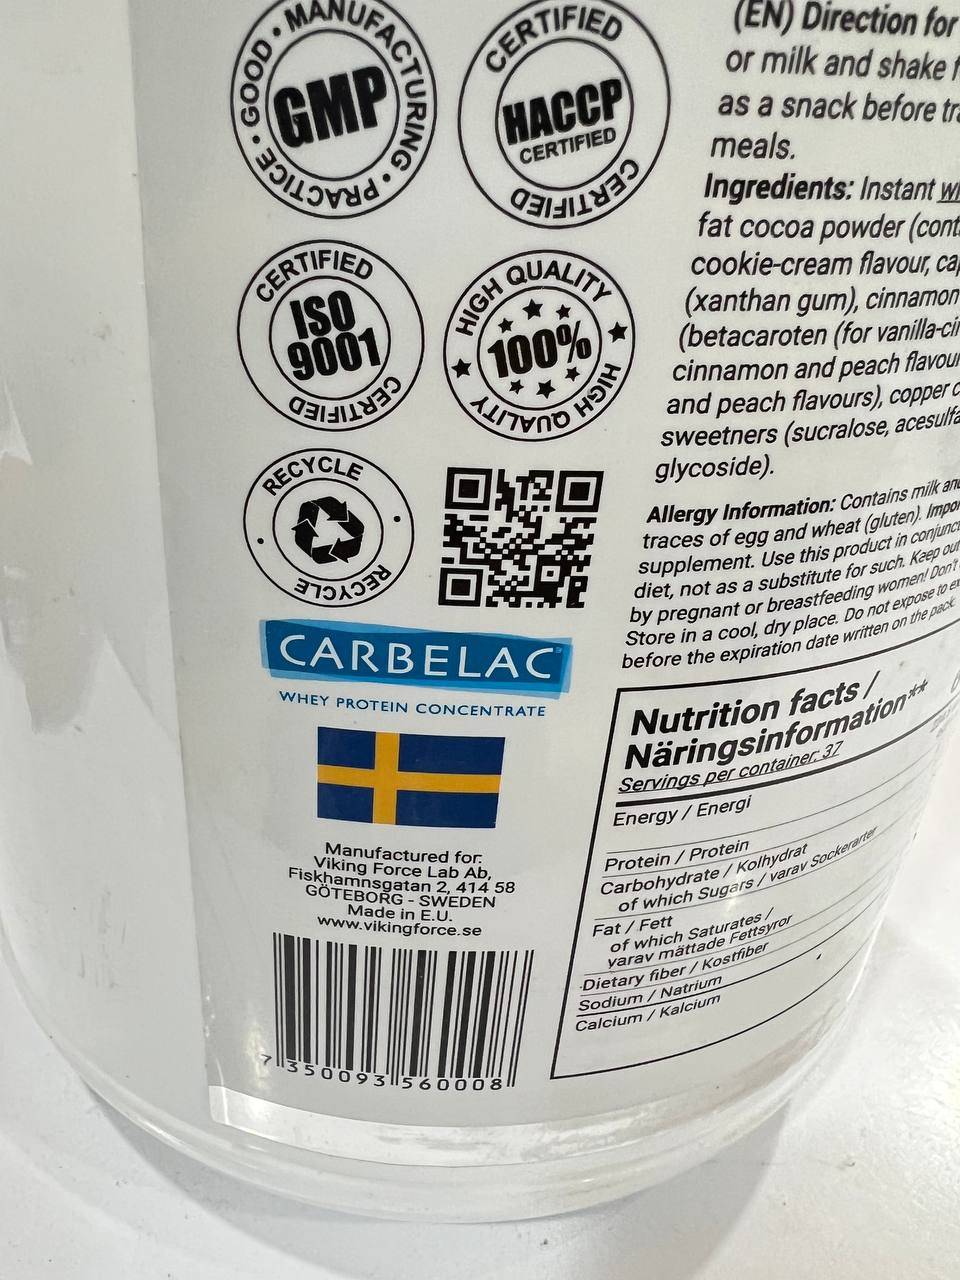 GOOD • MANUFACTURING • PRACTICE •
GMP
CERTIFIED
HACCP
CERTIFIED
CERTIFIED
CERTIFIED
ISO
9001
CERTIFIED
HIGH QUALITY
100%
HIGH QUALITY
RECYCLE
RECYCLE
CARBELAC
WHEY PROTEIN CONCENTRATE
Manufactured for:
Viking Force Lab Ab,
Fiskhamnsgatan 2, 414 58
GÖTEBORG - SWEDEN
Made in E.U.
www.vikingforce.se
7 350093 560008
(EN) Direction for
or milk and shake
as a snack before
meals.
Ingredients: Instant
fat cocoa powder
cookie-cream flavour,
(xanthan gum), cinnamon
(betacaroten (for
cinnamon and peach
and peach flavours), copper
sweetners (sucralose,
glycoside).
Allergy Information: Contains milk
traces of egg and wheat (gluten).
supplement. Use this product in
diet, not as a substitute for such. Keep
by pregnant or breastfeeding women! Don't
Store in a cool, dry place. Do not expose to
before the expiration date written on the pack.
Nutrition facts /
Näringsinformation**
Servings per container: 37
Energy / Energi
Protein / Protein
Carbohydrate / Kolhydrat
of which Sugars / varav Sockerarter
Fat / Fett
of which Saturates /
varav mättade Fettsyror
Dietary fiber / Kostfiber
Sodium / Natrium
Calcium / Kalcium